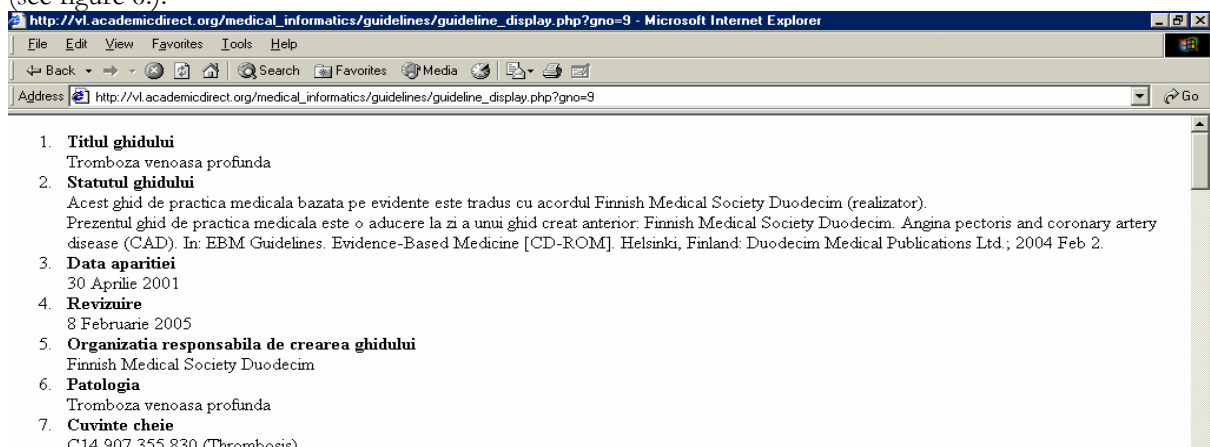 (see figure 6.).
http://vl.academicdirect.org/medical_informatics/guidelines/guideline_display.php?gno=9 - Microsoft Internet Explorer
File Edit View Favorites Tools Help
Back Search Favorites Media
Address http://vl.academicdirect.org/medical_informatics/guidelines/guideline_display.php?gno=9 Go
1. Titlul ghidului
Tromboza venoasa profunda
2. Statutul ghidului
Acest ghid de practica medicala bazata pe evidente este tradus cu acordul Finnish Medical Society Duodecim (realizator).
Prezentul ghid de practica medicala este o aducere la zi a unui ghid creat anterior: Finnish Medical Society Duodecim. Angina pectoris and coronary artery
disease (CAD). In: EBM Guidelines. Evidence-Based Medicine [CD-ROM]. Helsinki, Finland: Duodecim Medical Publications Ltd.; 2004 Feb 2.
3. Data aparitiei
30 Aprilie 2001
4. Revizuire
8 Februarie 2005
5. Organizatia responsabila de crearea ghidului
Finnish Medical Society Duodecim
6. Patologia
Tromboza venoasa profunda
7. Cuvinte cheie
C14.907.355.830 (Thrombosis)